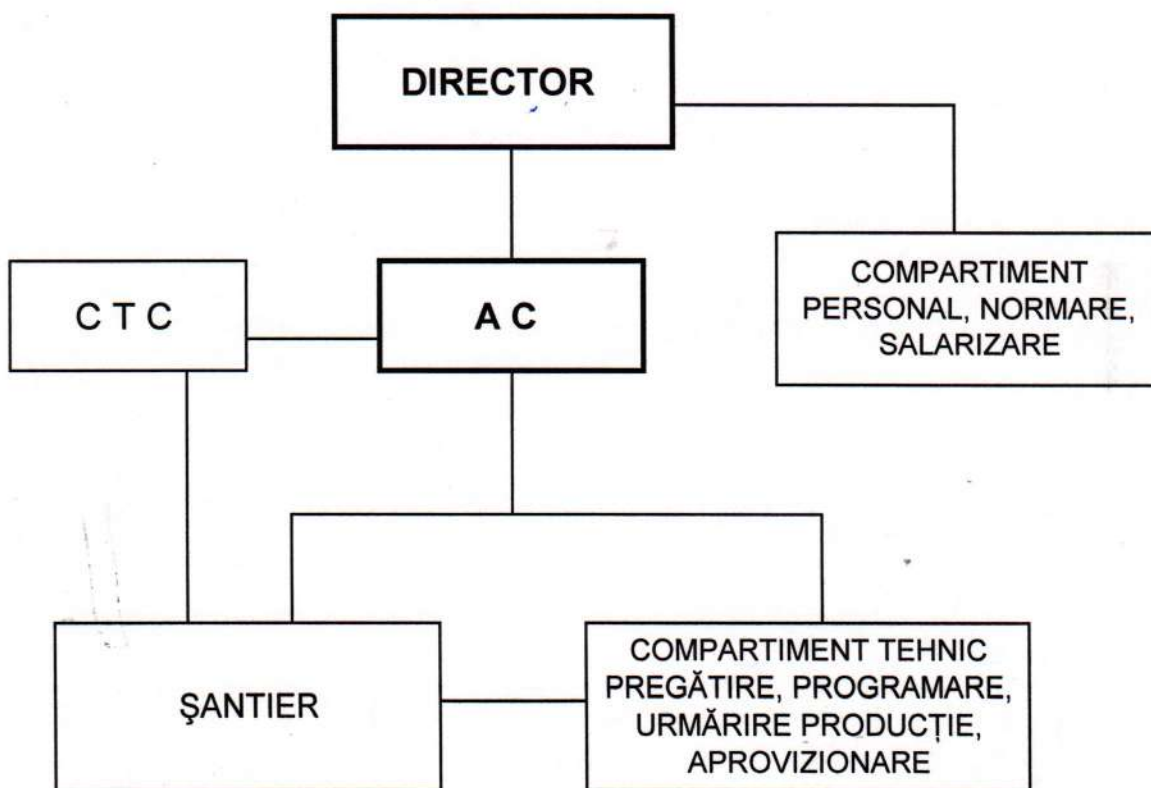 DIRECTOR
C T C
A C
COMPARTIMENT
PERSONAL, NORMARE,
SALARIZARE
ŞANTIER
COMPARTIMENT TEHNIC
PREGĂTIRE, PROGRAMARE,
URMĂRIRE PRODUCȚIE,
APROVIZIONARE